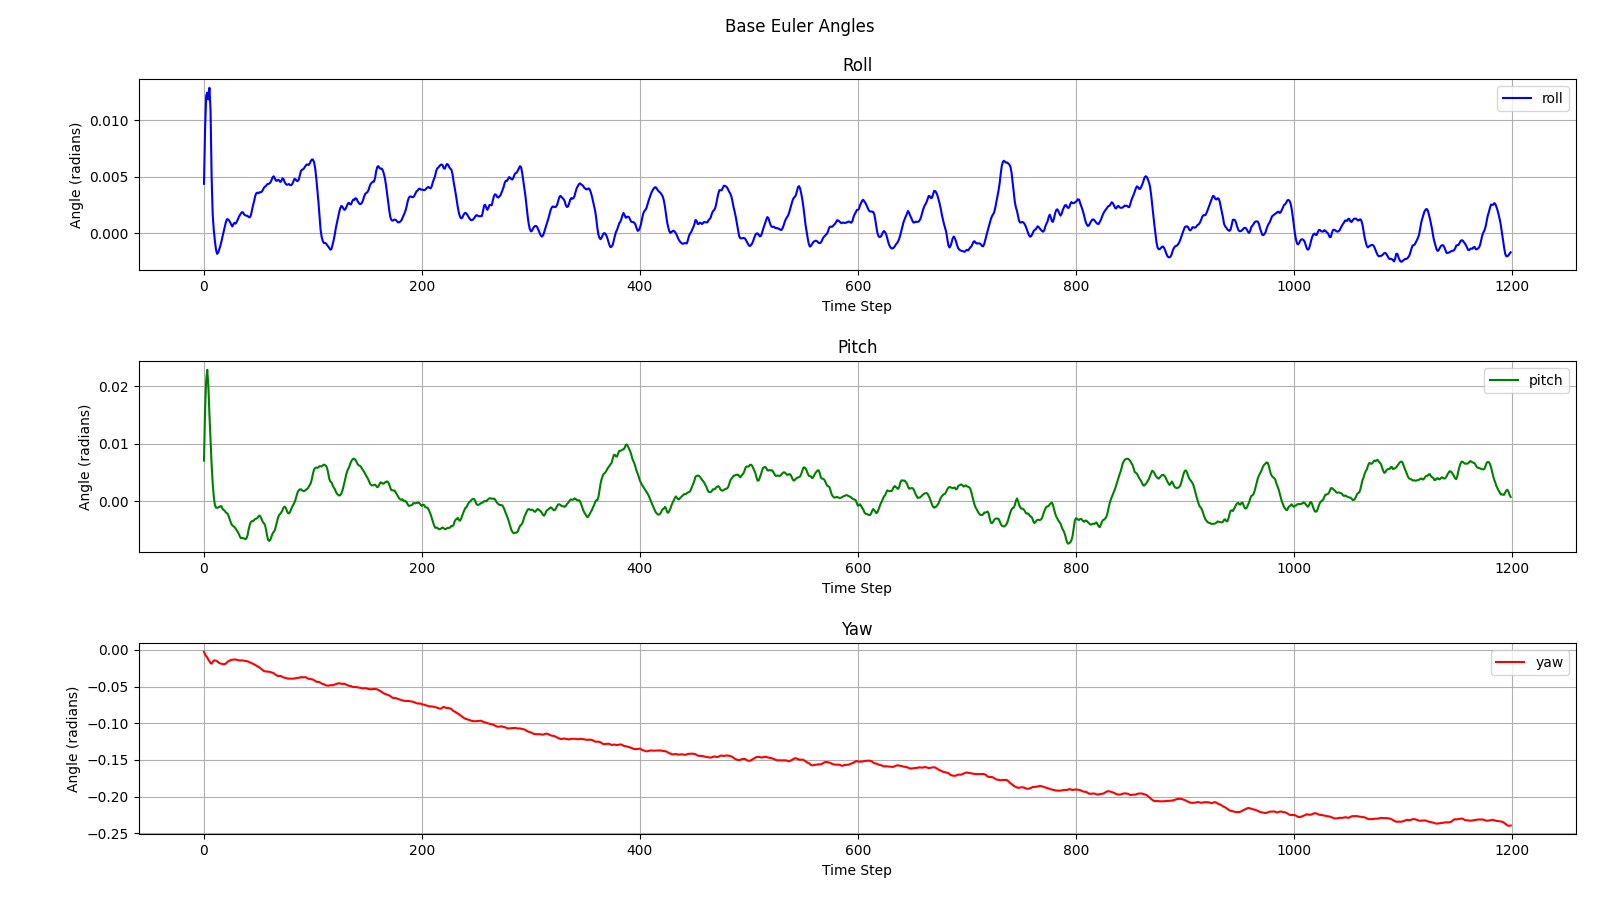 Base Euler Angles
Roll
Angle (radians)
0.010
0.005
0.000
roll
0 200 400 600 800 1000 1200
Time Step
Pitch
Angle (radians)
0.02
0.01
0.00
pitch
0 200 400 600 800 1000 1200
Time Step
Yaw
Angle (radians)
0.00
−0.05
−0.10
−0.15
−0.20
−0.25
yaw
0 200 400 600 800 1000 1200
Time Step